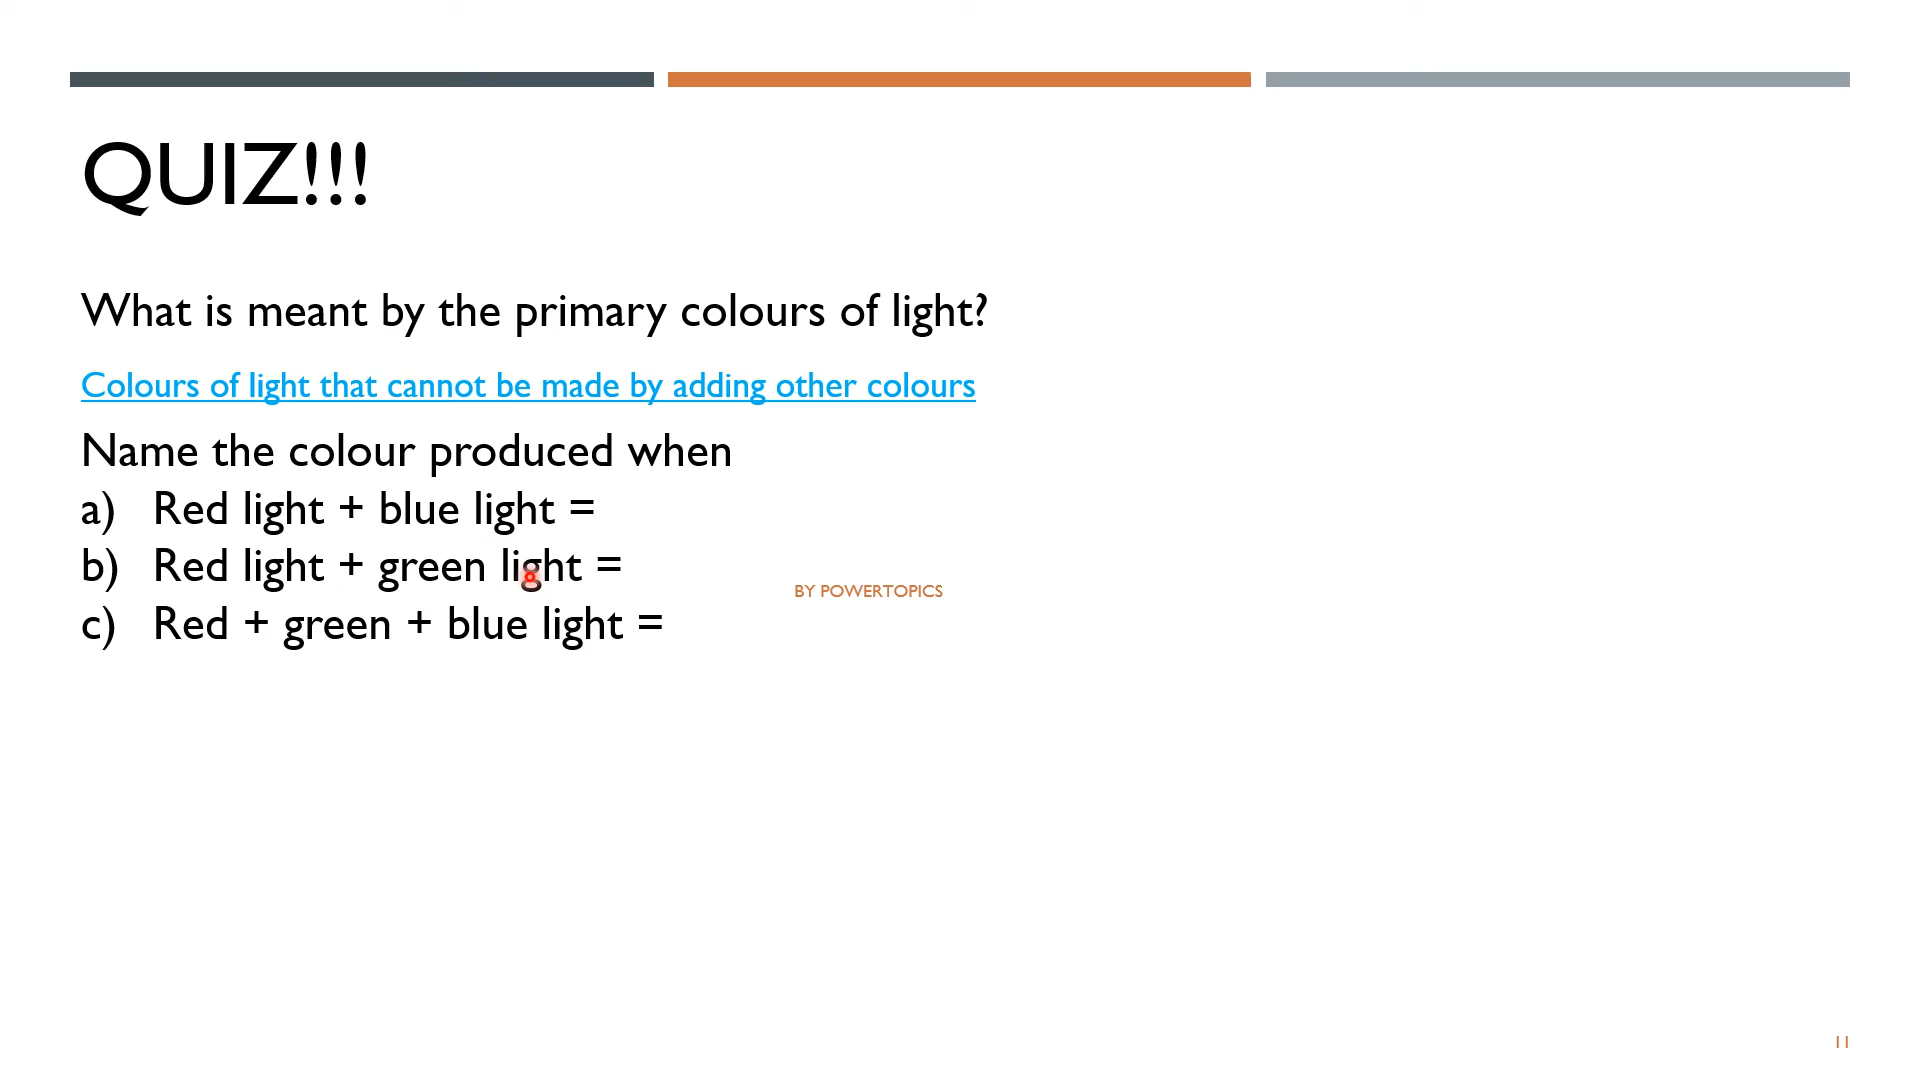 QUIZ!!!
What is meant by the primary colours of light?
Colours of light that cannot be made by adding other colours
Name the colour produced when
a) Red light + blue light =
b) Red light + green light =
BY POWERTOPICS
c) Red + green + blue light =
11